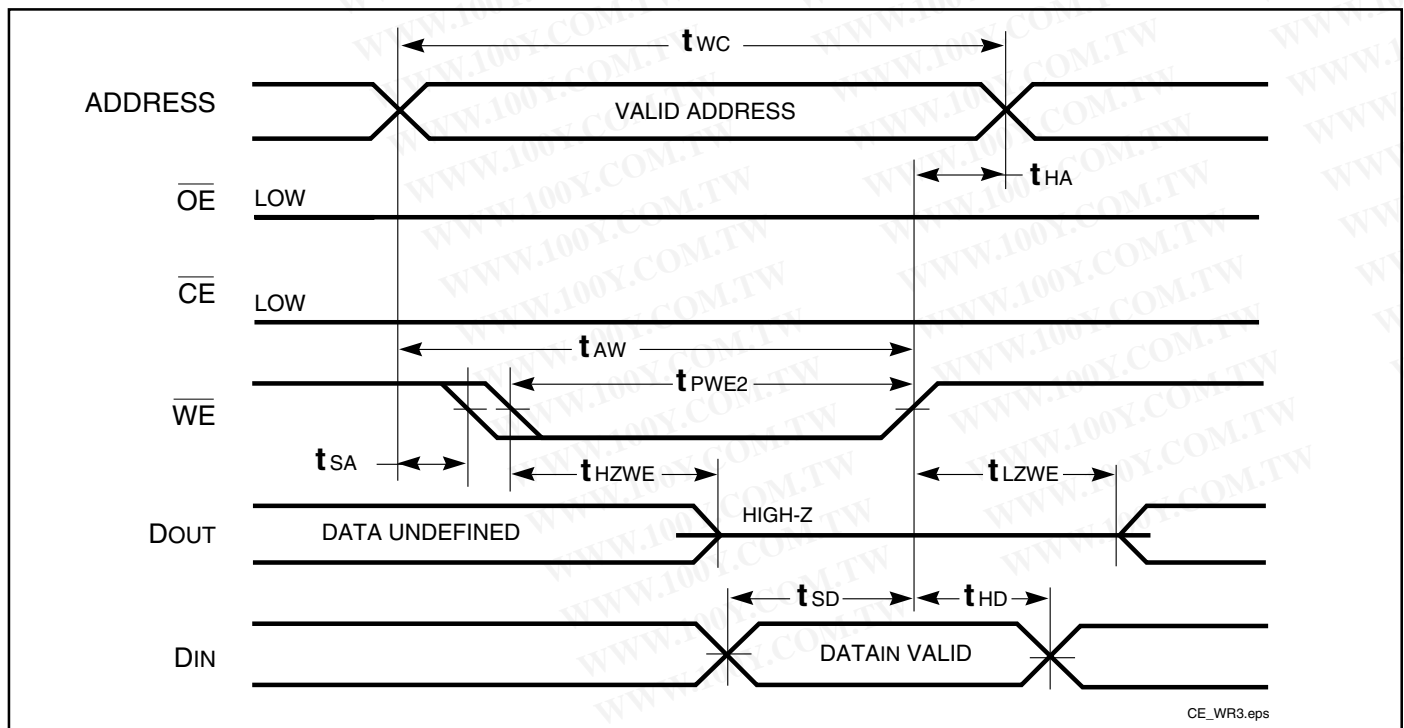 tWC
ADDRESS
VALID ADDRESS
tHA
OE
LOW
CE
LOW
tAW
tPWE2
WE
tSA
tHZWE
tLZWE
DOUT
DATA UNDEFINED
HIGH-Z
tSD
tHD
DIN
DATAIN VALID
CE_WR3.eps
WWW.100Y.COM.TW